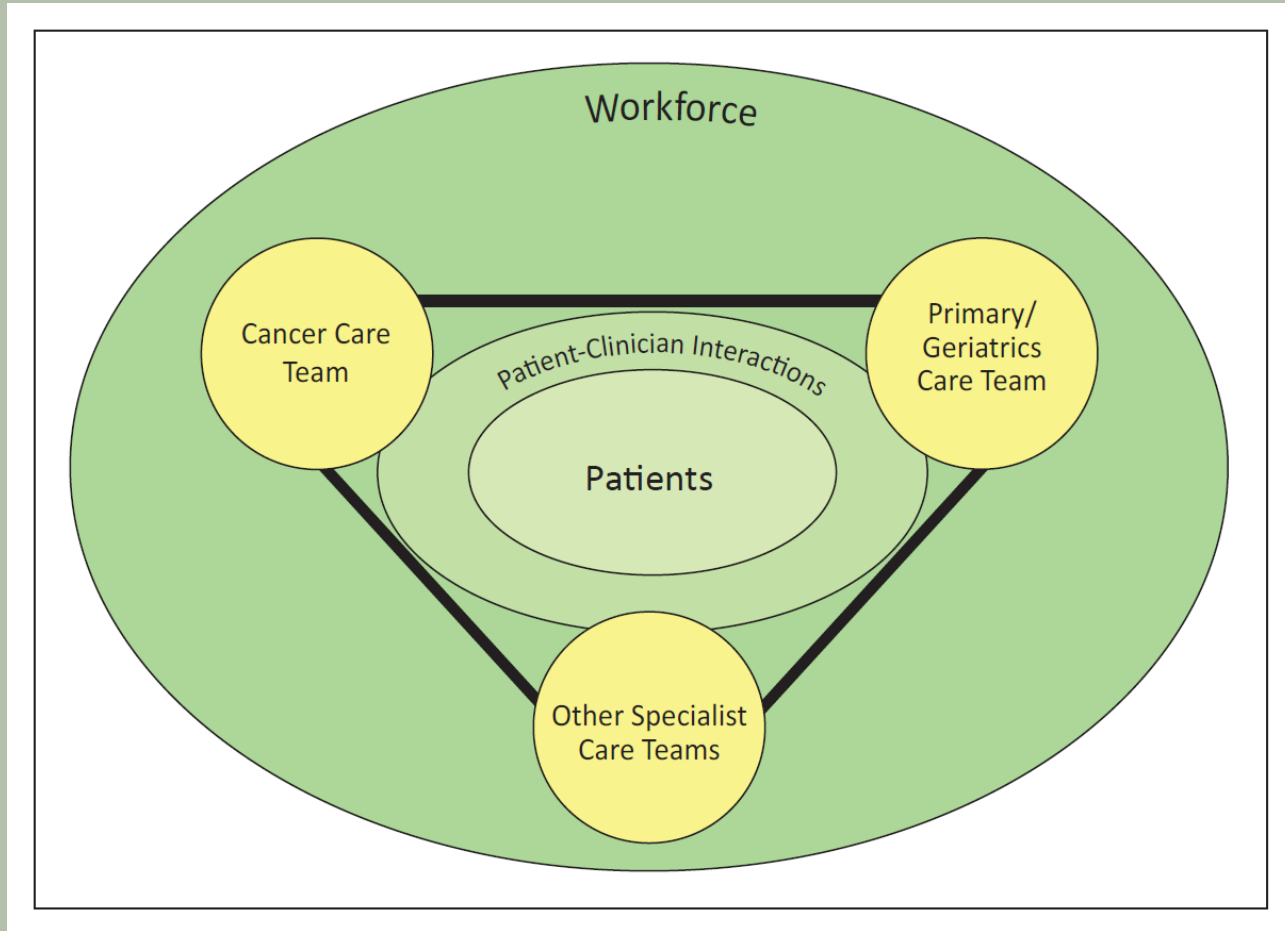 Workforce
Cancer Care
Team
Primary/
Geriatrics
Care Team
Patient-Clinician Interactions
Patients
Other Specialist
Care Teams